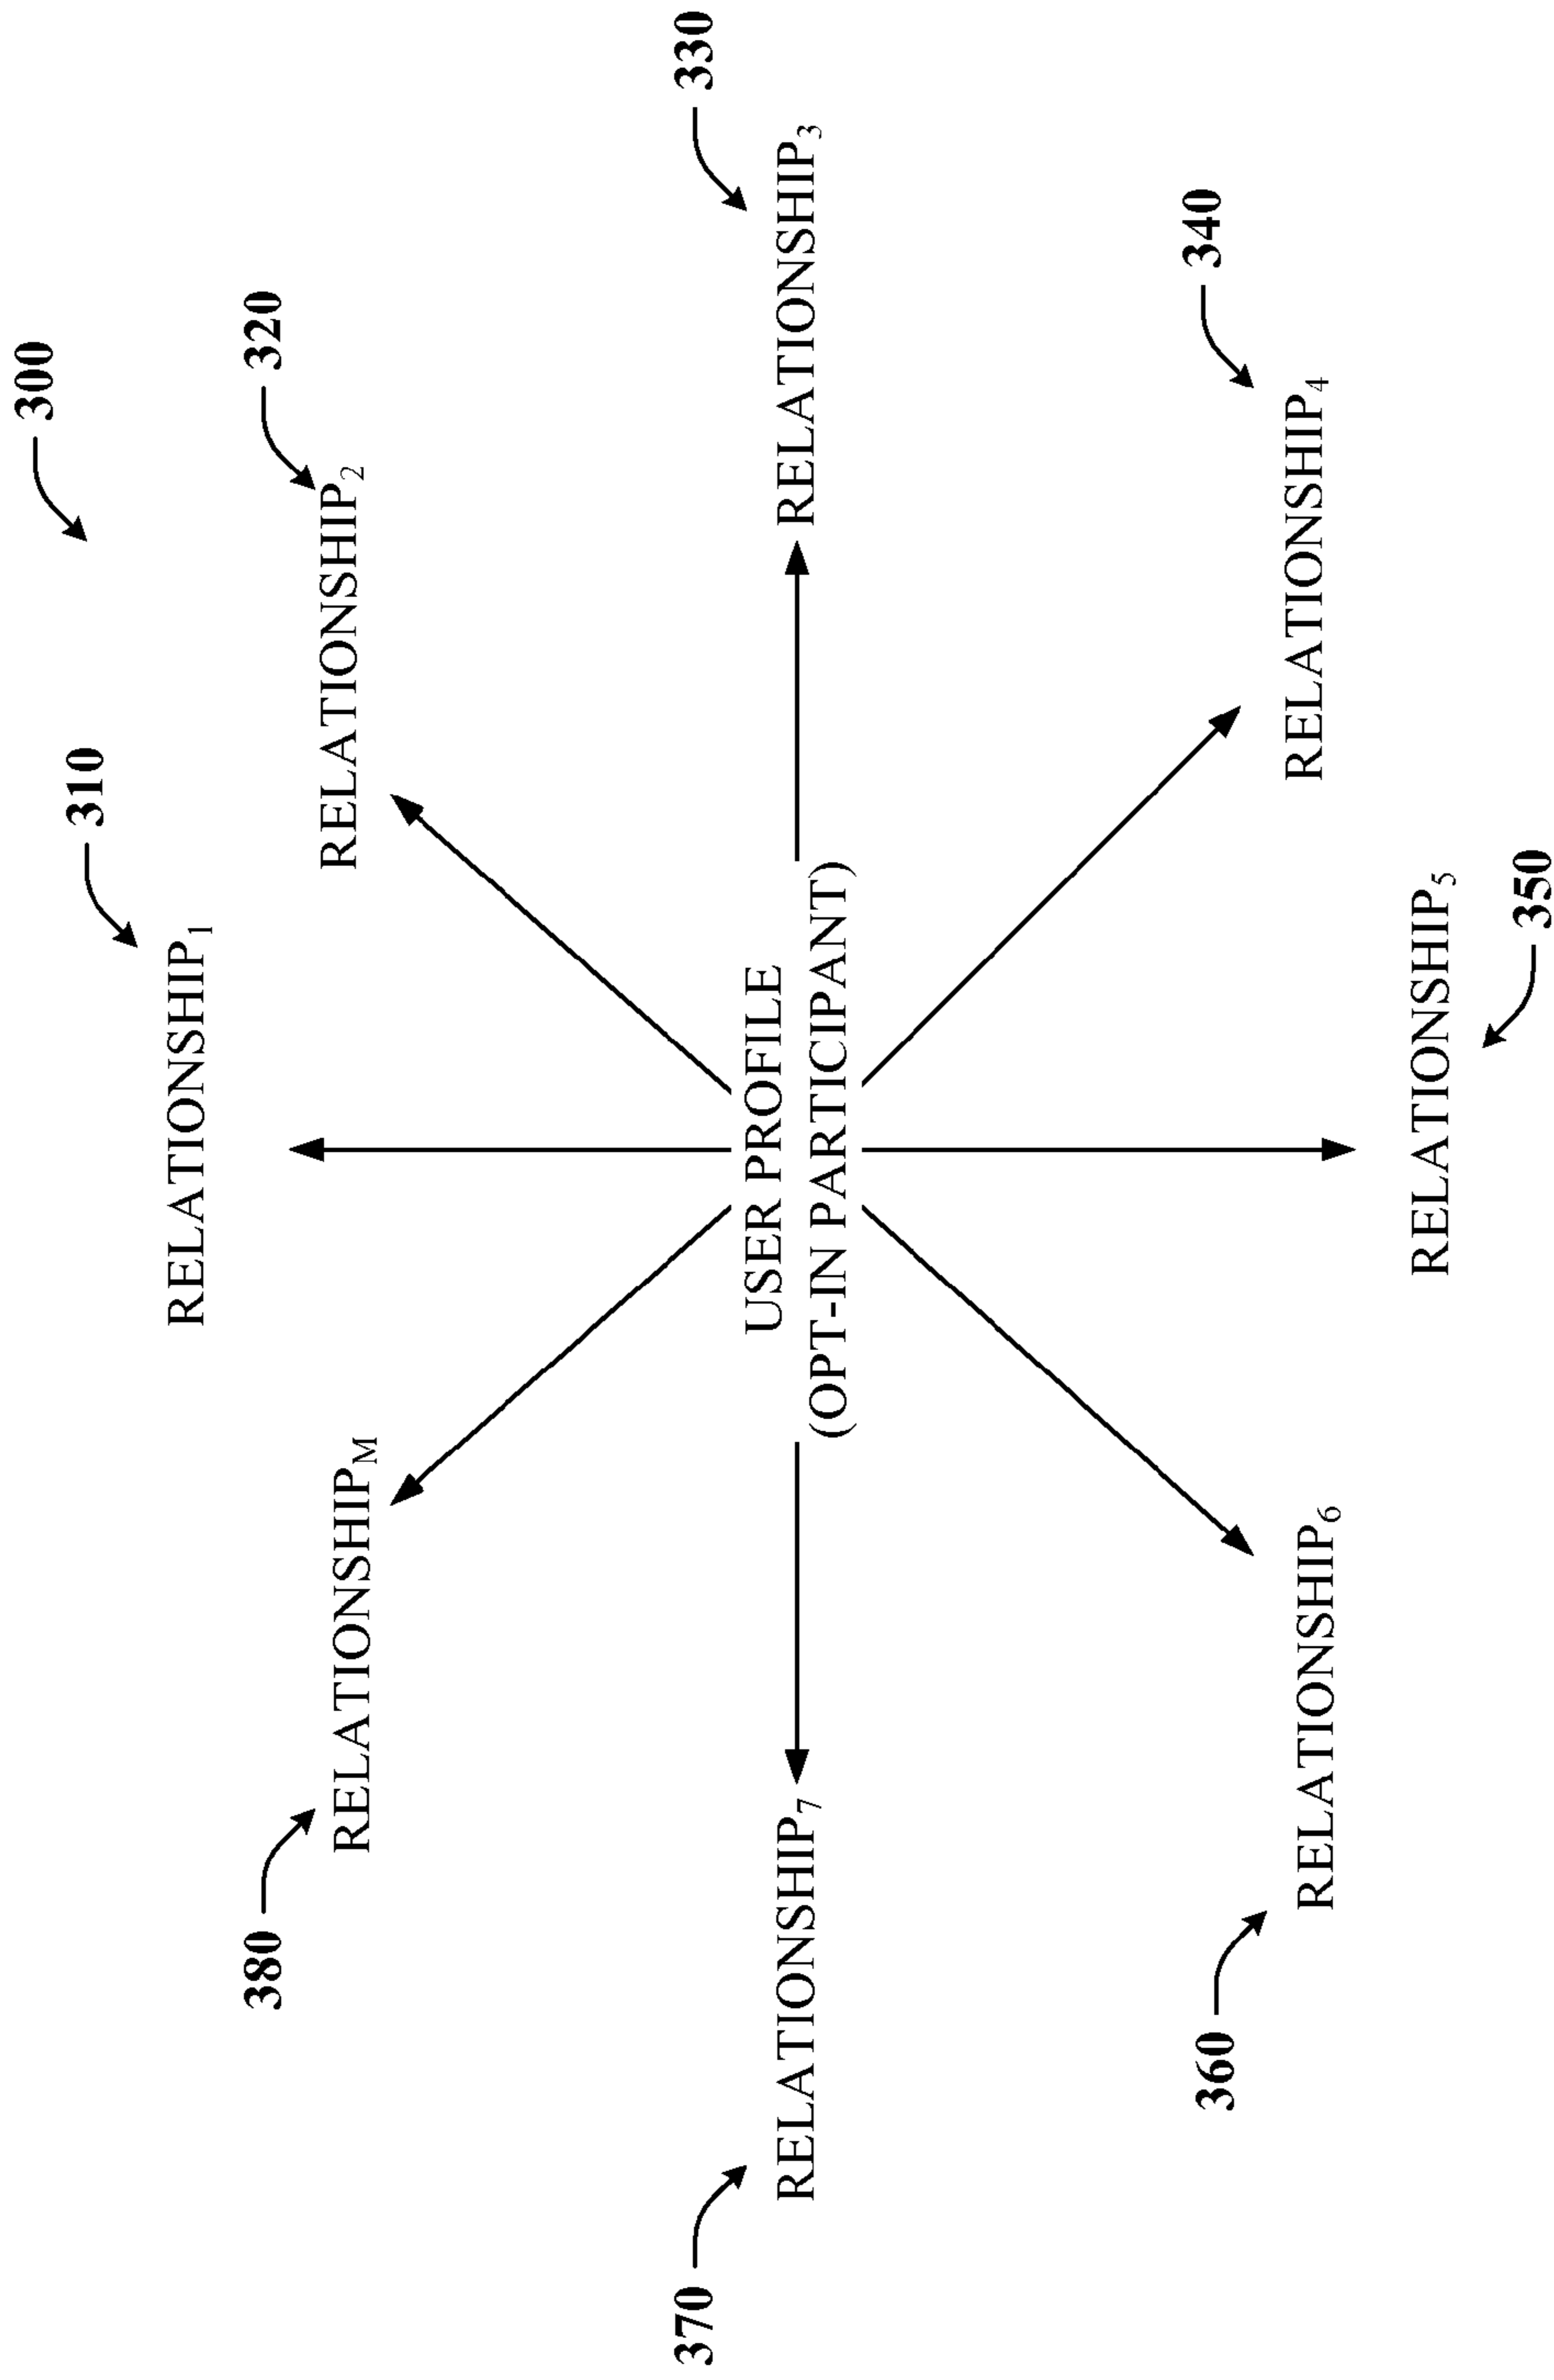 300
310
RELATIONSHIP₁
320
RELATIONSHIP₂
380
RELATIONSHIP_M
330
RELATIONSHIP₃
370
RELATIONSHIP₇
USER PROFILE
(OPT-IN PARTICIPANT)
340
RELATIONSHIP₄
360
RELATIONSHIP₆
RELATIONSHIP₅
350